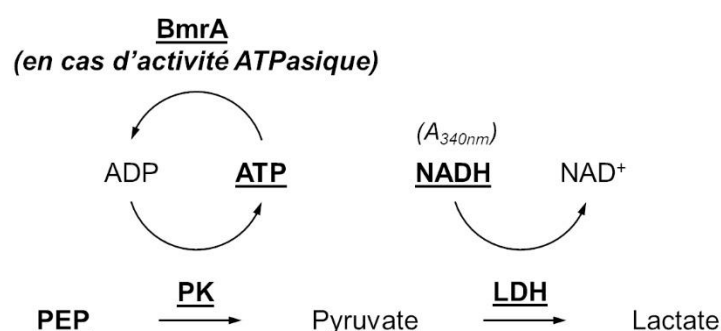 BmrA
(en cas d'activité ATPasique)
(A340nm)
ADP ATP NADH NAD+
PK LDH
PEP Pyruvate Lactate